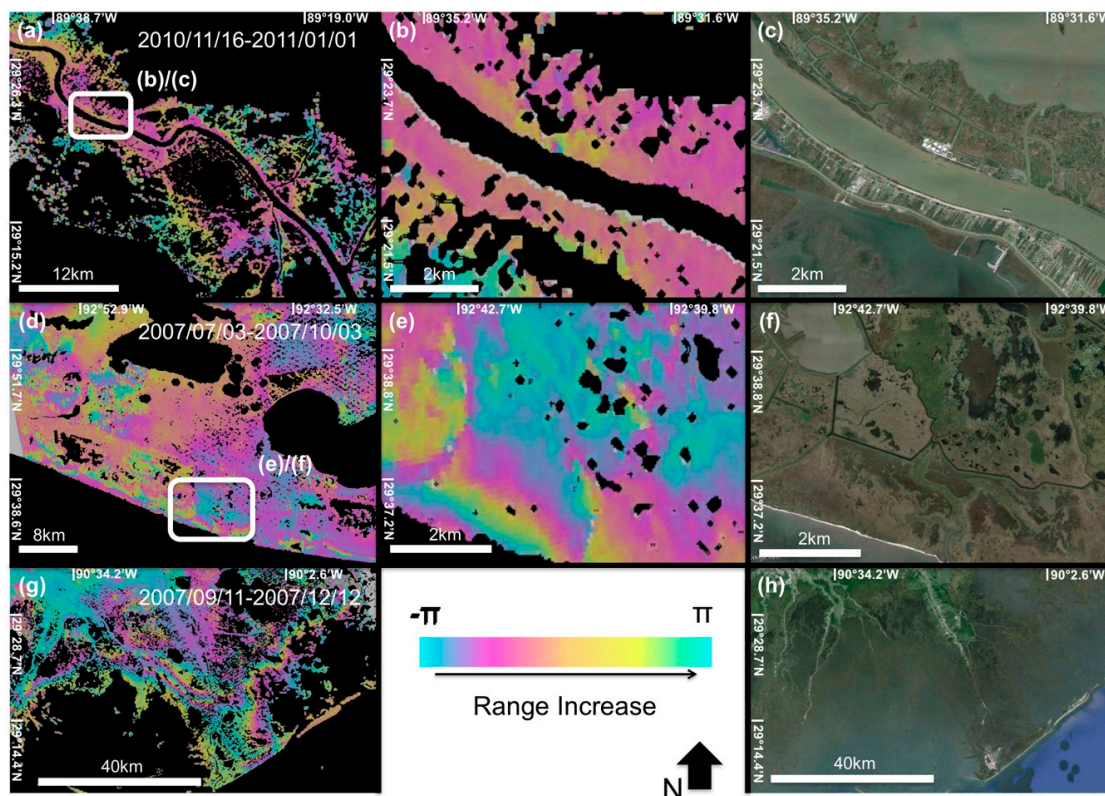 89°38.7'W
89°19.0'W
(a)
2010/11/16-2011/01/01
29°26.3'N
(b)/(c)
29°15.2'N
12km
89°35.2'W
89°31.6'W
(b)
29°23.7'N
29°21.5'N
2km
89°35.2'W
89°31.6'W
(c)
29°23.7'N
29°21.5'N
2km
92°52.9'W
92°32.5'W
(d)
2007/07/03-2007/10/03
29°51.7'N
(e)/(f)
29°38.6'N
8km
92°42.7'W
92°39.8'W
(e)
29°38.8'N
29°37.2'N
2km
92°42.7'W
92°39.8'W
(f)
29°38.8'N
29°37.2'N
2km
90°34.2'W
90°2.6'W
(g)
2007/09/11-2007/12/12
29°28.7'N
29°14.4'N
40km
-π
π
Range Increase
N
90°34.2'W
90°2.6'W
(h)
29°28.7'N
29°14.4'N
40km